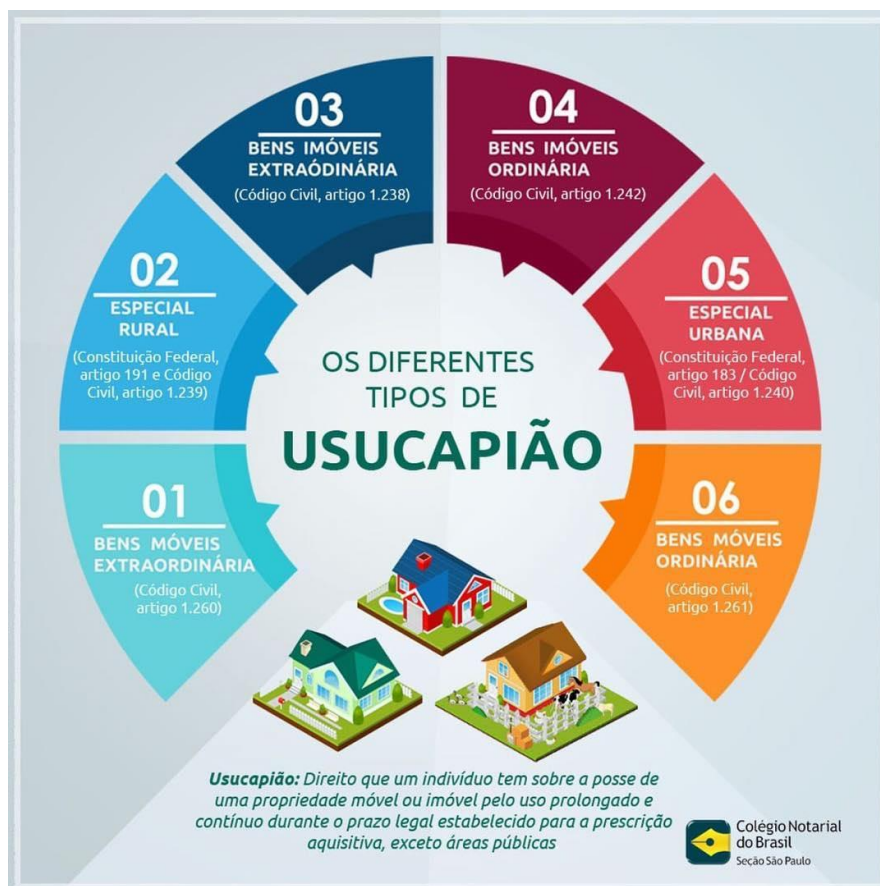 OS DIFERENTES
TIPOS DE
USUCAPIÃO
01
BENS MÓVEIS
EXTRAORDINÁRIA
(Código Civil,
artigo 1.260)
02
ESPECIAL
RURAL
(Constituição Federal,
artigo 191 e Código
Civil, artigo 1.239)
03
BENS IMÓVEIS
EXTRAÓDINÁRIA
(Código Civil, artigo 1.238)
04
BENS IMÓVEIS
ORDINÁRIA
(Código Civil, artigo 1.242)
05
ESPECIAL
URBANA
(Constituição Federal,
artigo 183 / Código
Civil, artigo 1.240)
06
BENS MÓVEIS
ORDINÁRIA
(Código Civil,
artigo 1.261)
Usucapião: Direito que um indivíduo tem sobre a posse de
uma propriedade móvel ou imóvel pelo uso prolongado e
contínuo durante o prazo legal estabelecido para a prescrição
aquisitiva, exceto áreas públicas
Colégio Notarial
do Brasil
Seção São Paulo